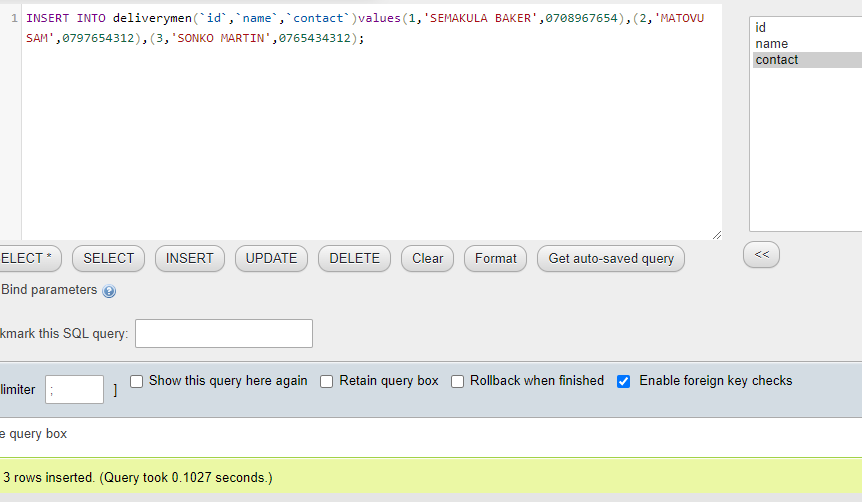 1 INSERT INTO deliverymen(`id`,`name`,`contact`)values(1,'SEMAKULA BAKER',0708967654),(2,'MATOVU
SAM',0797654312),(3,'SONKO MARTIN',0765434312);
id
name
contact
ELECT * SELECT INSERT UPDATE DELETE Clear Format Get auto-saved query <<
Bind parameters
kmark this SQL query:
limiter ; ] Show this query here again Retain query box Rollback when finished Enable foreign key checks
e query box
3 rows inserted. (Query took 0.1027 seconds.)